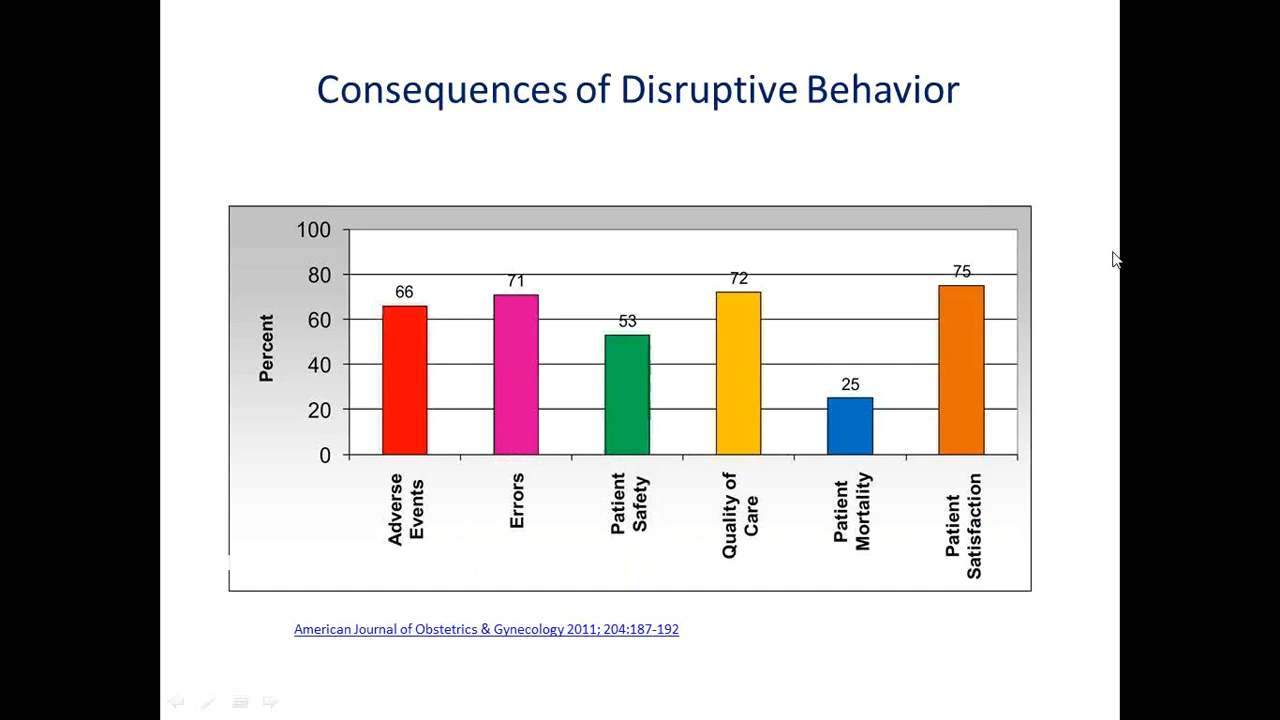 Consequences of Disruptive Behavior
100
80
60
40
20
0
Percent
66
71
53
72
25
75
Adverse
Events
Errors
Patient
Safety
Quality of
Care
Patient
Mortality
Patient
Satisfaction
American Journal of Obstetrics & Gynecology 2011; 204:187-192